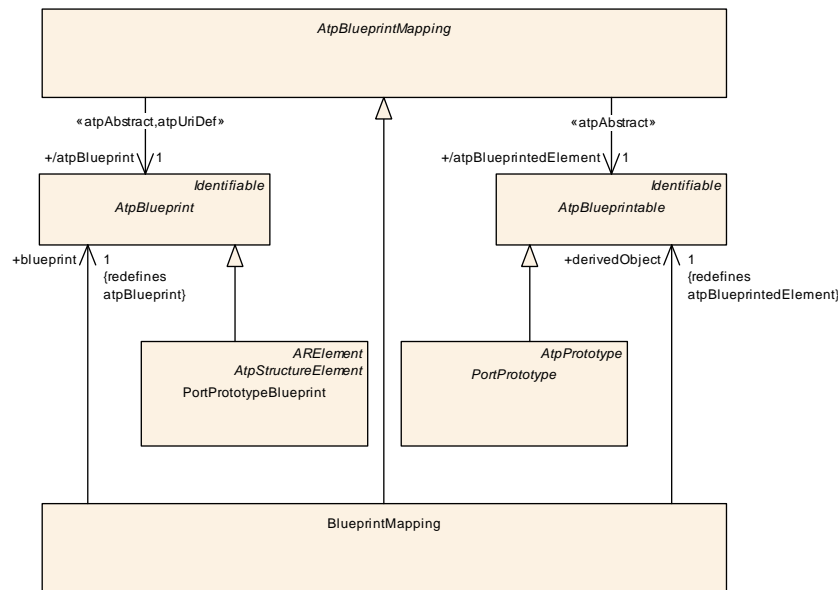 AtpBlueprintMapping
«atpAbstract,atpUriDef»
«atpAbstract»
+/atpBlueprint 1
+/atpBlueprintedElement 1
Identifiable
AtpBlueprint
Identifiable
AtpBlueprintable
+blueprint 1
{redefines
atpBlueprint}
+derivedObject 1
{redefines
atpBlueprintedElement}
ARElement
AtpStructureElement
PortPrototypeBlueprint
AtpPrototype
PortPrototype
BlueprintMapping